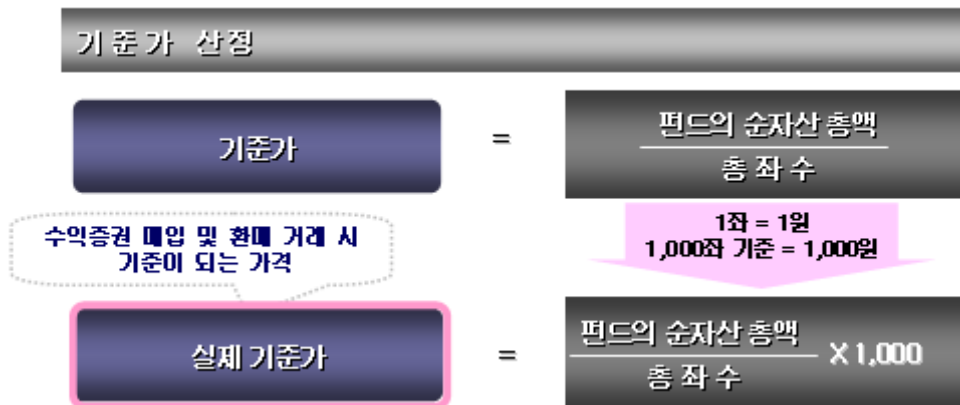 기준가 산정
기준가 = 펀드의 순자산 총액
총 좌 수
수익증권 매입 및 환매 거래 시
기준이 되는 가격
1좌 = 1원
1,000좌 기준 = 1,000원
실제 기준가 = 펀드의 순자산 총액
총 좌 수
X 1,000